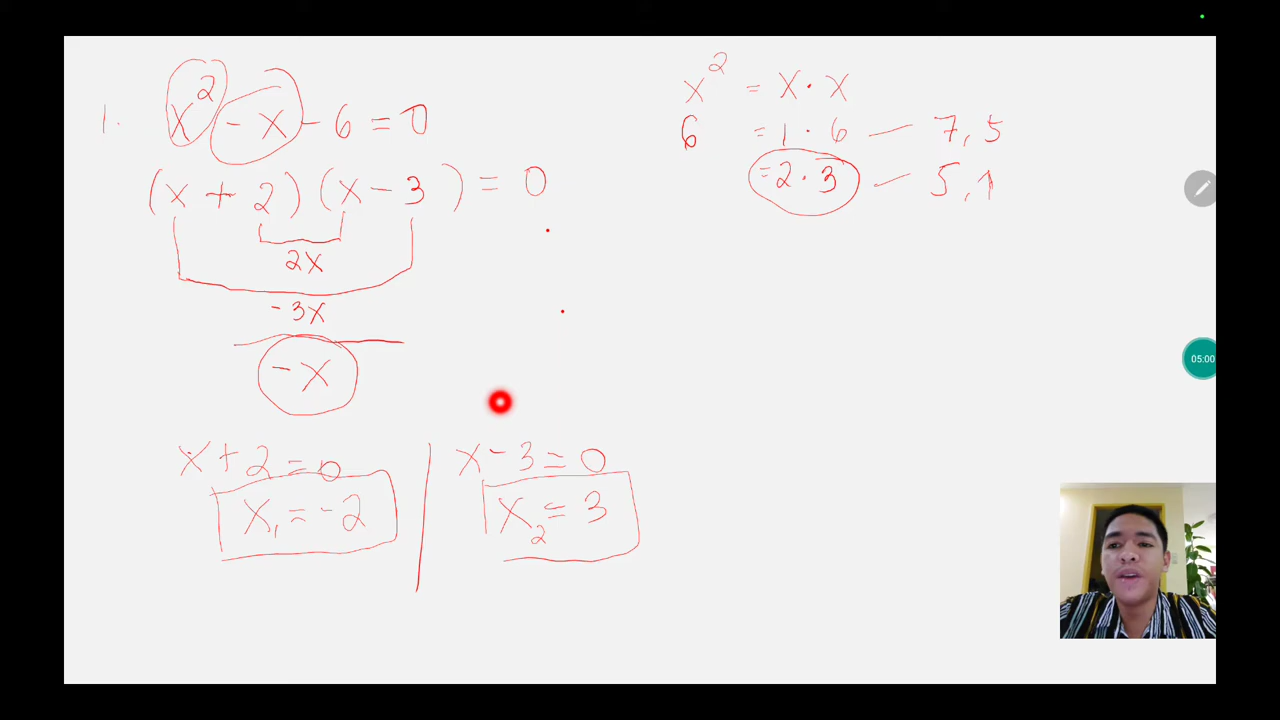 1. x² - x - 6 = 0
(x + 2) (x - 3) = 0
2x
-3x
-x
x + 2 = 0
x₁ = -2
x - 3 = 0
x₂ = 3
x² = x · x
6 = 1 · 6 — 7, 5
= 2 · 3 — 5, 1
05:00